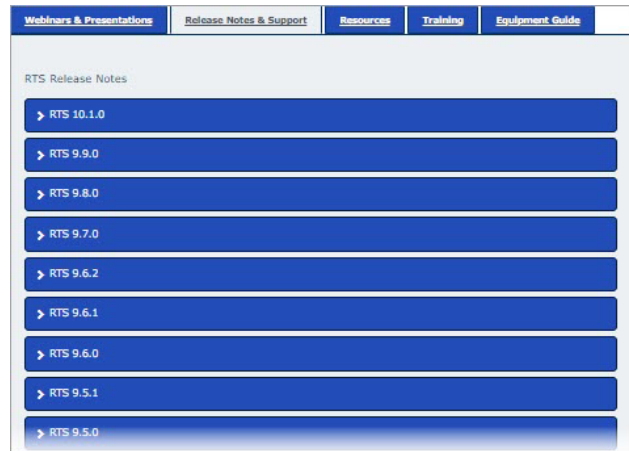 Webinars & Presentations Release Notes & Support Resources Training Equipment Guide
RTS Release Notes
RTS 10.1.0
RTS 9.9.0
RTS 9.8.0
RTS 9.7.0
RTS 9.6.2
RTS 9.6.1
RTS 9.6.0
RTS 9.5.1
RTS 9.5.0